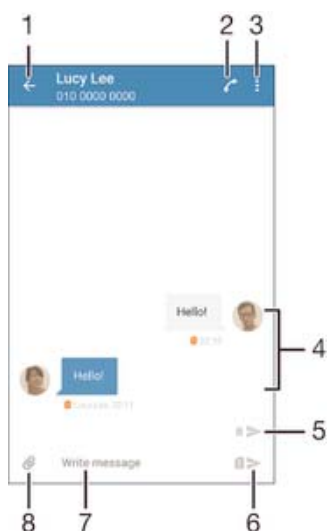 1 2 3
Lucy Lee
010 0000 0000
Hello!
4
Hello!
5
Write message
8 7 6